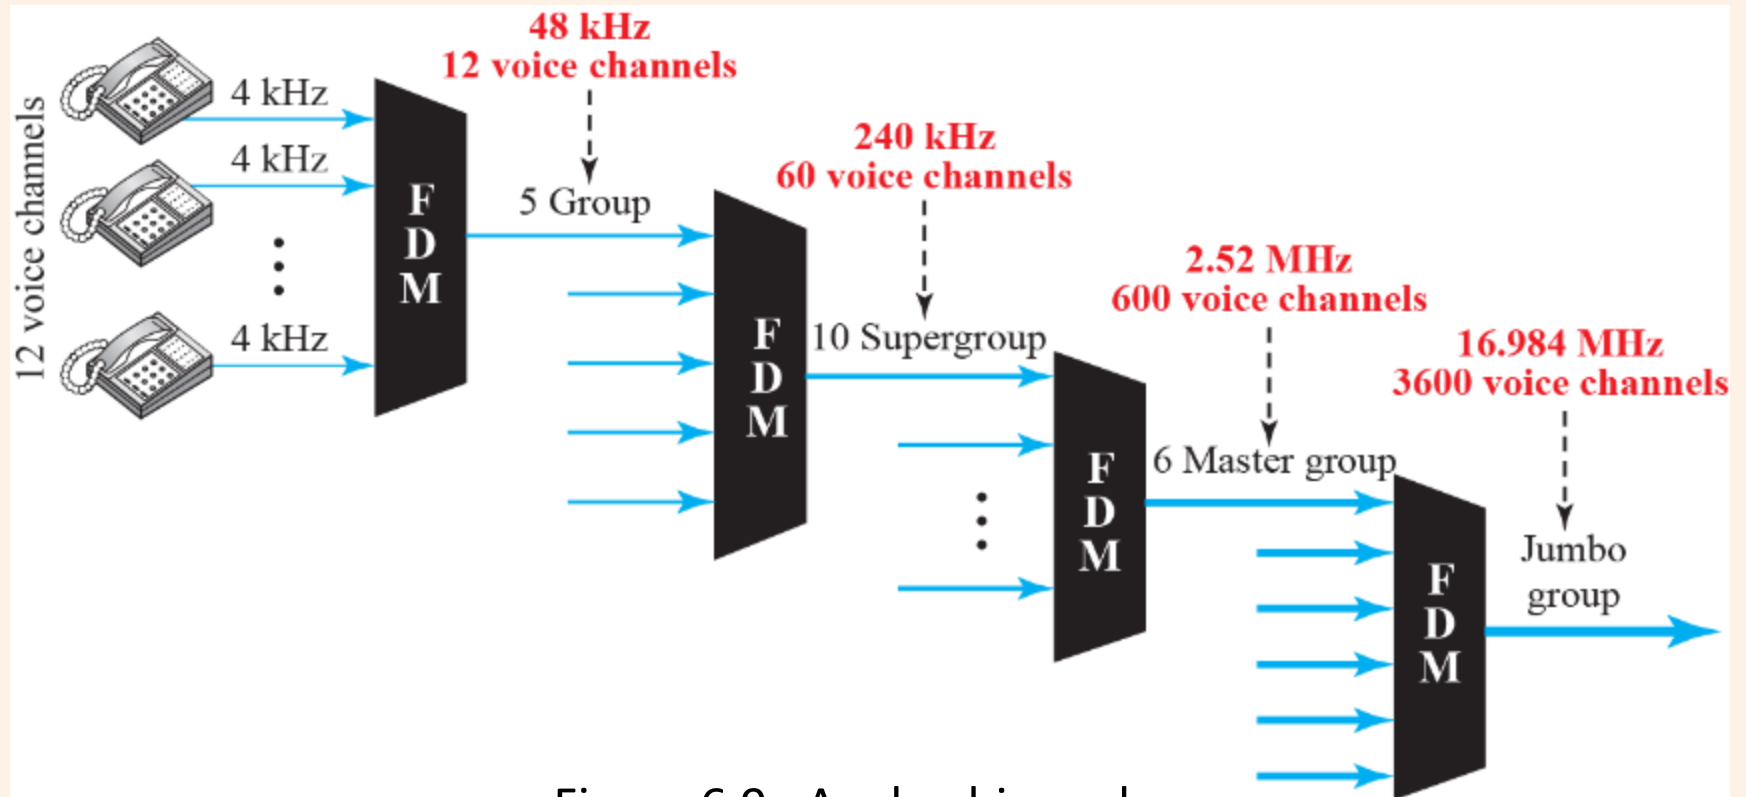 12 voice channels
4 kHz
4 kHz
4 kHz
F
D
M
48 kHz
12 voice channels
5 Group
F
D
M
240 kHz
60 voice channels
10 Supergroup
F
D
M
2.52 MHz
600 voice channels
6 Master group
F
D
M
16.984 MHz
3600 voice channels
Jumbo
group